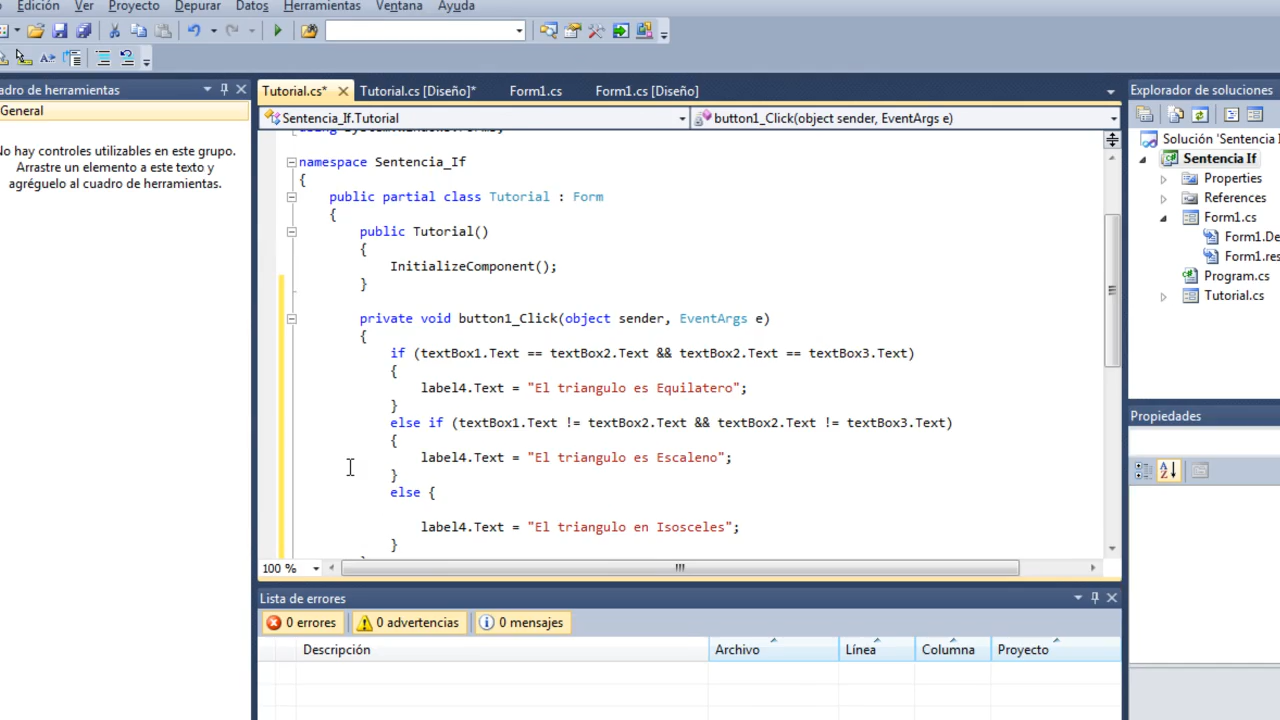 Edición Ver Proyecto Depurar Datos Herramientas Ventana Ayuda
adro de herramientas
General
No hay controles utilizables en este grupo.
Arrastre un elemento a este texto y
agréguelo al cuadro de herramientas.
Tutorial.cs* Tutorial.cs [Diseño]* Form1.cs Form1.cs [Diseño]
Sentencia_If.Tutorial button1_Click(object sender, EventArgs e)
using System.Windows.Forms;
namespace Sentencia_If
{
public partial class Tutorial : Form
{
public Tutorial()
{
InitializeComponent();
}
private void button1_Click(object sender, EventArgs e)
{
if (textBox1.Text == textBox2.Text && textBox2.Text == textBox3.Text)
{
label4.Text = "El triangulo es Equilatero";
}
else if (textBox1.Text != textBox2.Text && textBox2.Text != textBox3.Text)
{
label4.Text = "El triangulo es Escaleno";
}
else {
label4.Text = "El triangulo en Isosceles";
}
100 %
Explorador de soluciones
Solución 'Sentencia I
Sentencia If
Properties
References
Form1.cs
Form1.De
Form1.res
Program.cs
Tutorial.cs
Propiedades
Lista de errores
0 errores 0 advertencias 0 mensajes
Descripción Archivo Línea Columna Proyecto